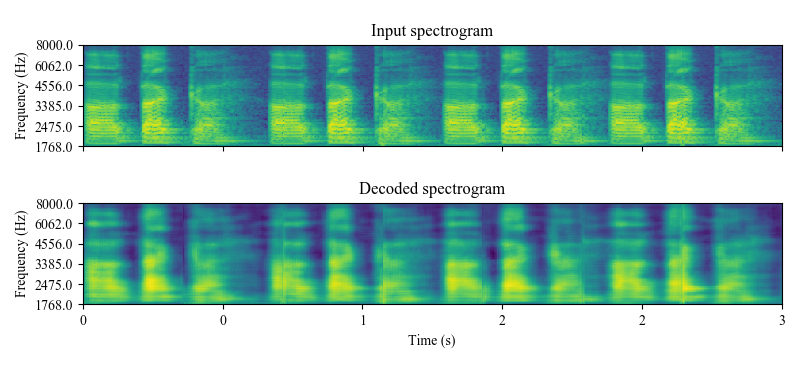 Input spectrogram
8000.0
6062.0
4556.0
3385.0
2475.0
1768.0
Frequency (Hz)
Decoded spectrogram
8000.0
6062.0
4556.0
3385.0
2475.0
1768.0
Frequency (Hz)
0 1 1 2 2 3
Time (s)